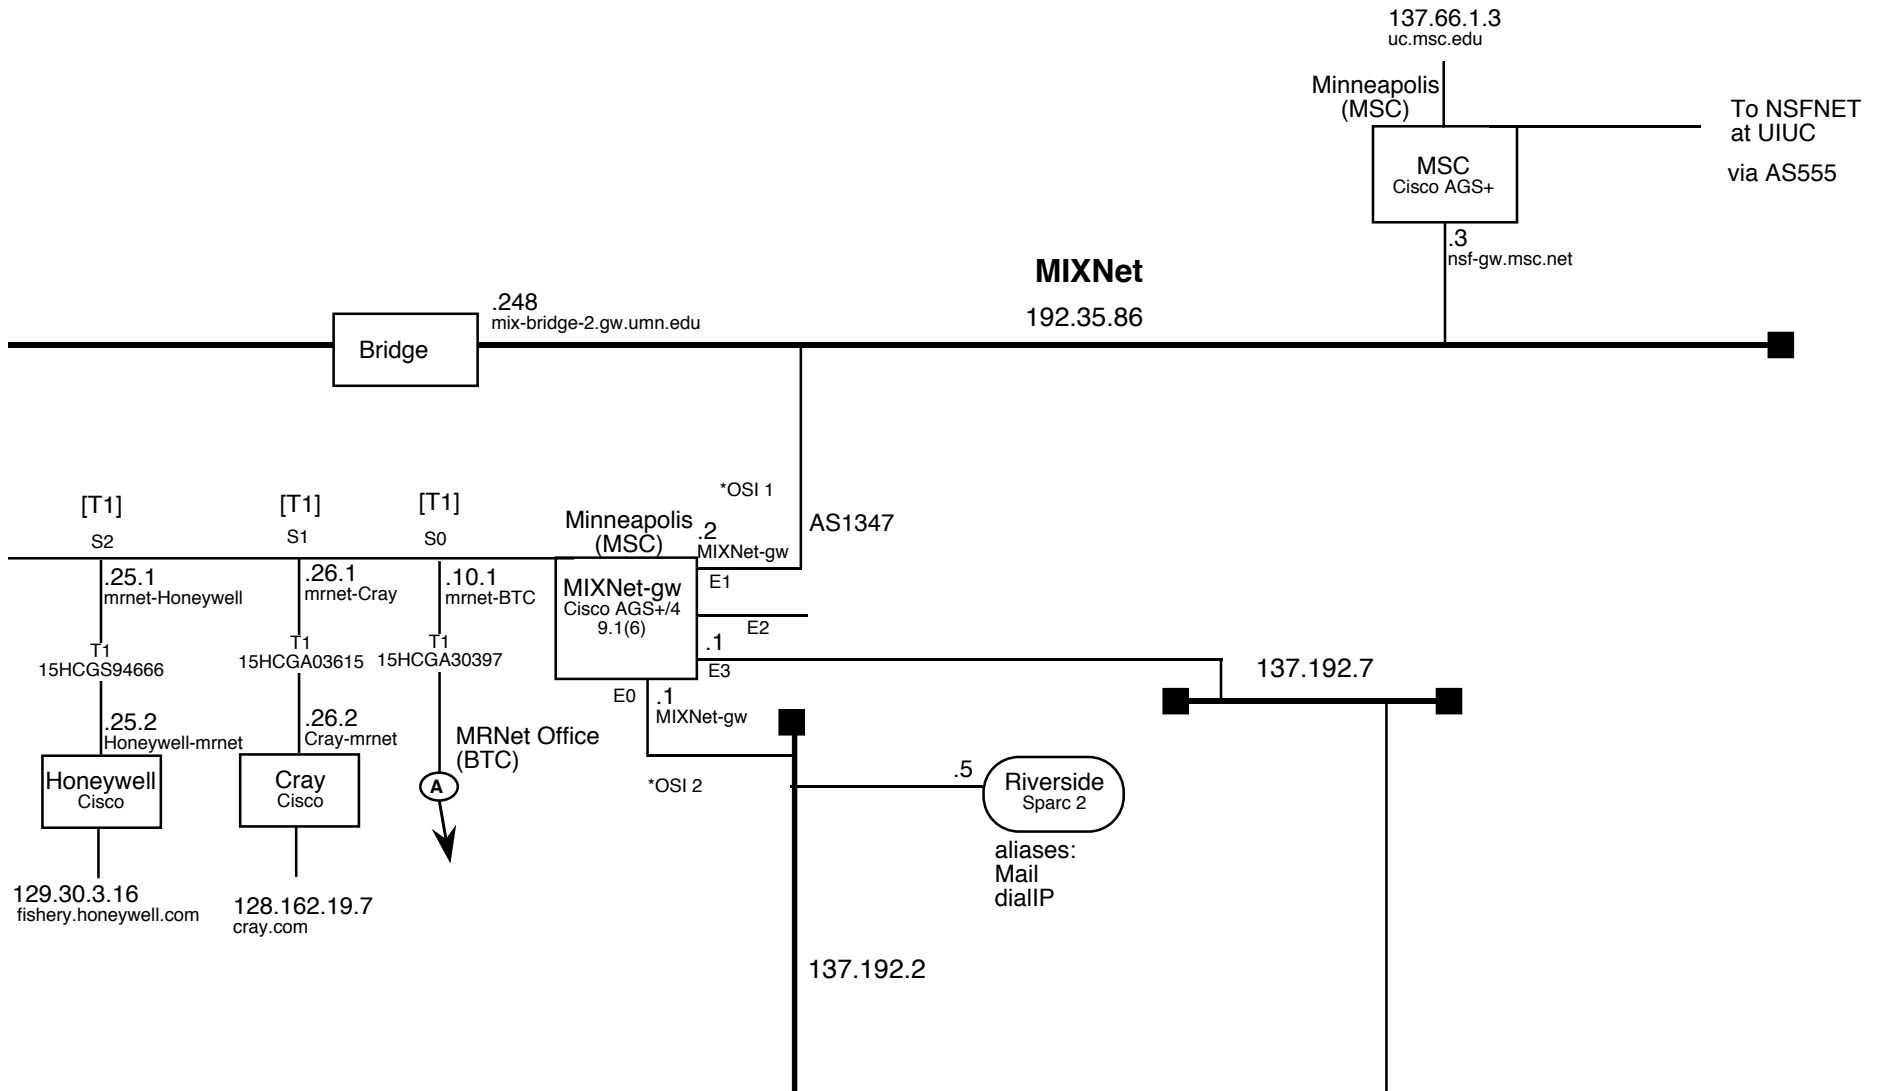 137.66.1.3
uc.msc.edu
Minneapolis
(MSC)
To NSFNET
at UIUC
via AS555
MSC
Cisco AGS+
.3
nsf-gw.msc.net
MIXNet
192.35.86
.248
mix-bridge-2.gw.umn.edu
Bridge
*OSI 1
AS1347
[T1]
S2
[T1]
S1
[T1]
S0
Minneapolis
(MSC)
.2
MIXNet-gw
E1
MIXNet-gw
Cisco AGS+/4
9.1(6)
E2
.1
E3
137.192.7
E0
.1
MIXNet-gw
.25.1
mrnet-Honeywell
T1
15HCGS94666
.25.2
Honeywell-mrnet
Honeywell
Cisco
129.30.3.16
fishery.honeywell.com
.26.1
mrnet-Cray
T1
15HCGA03615
.26.2
Cray-mrnet
Cray
Cisco
128.162.19.7
cray.com
.10.1
mrnet-BTC
T1
15HCGA30397
MRNet Office
(BTC)
A
*OSI 2
.5
Riverside
Sparc 2
aliases:
Mail
dialIP
137.192.2